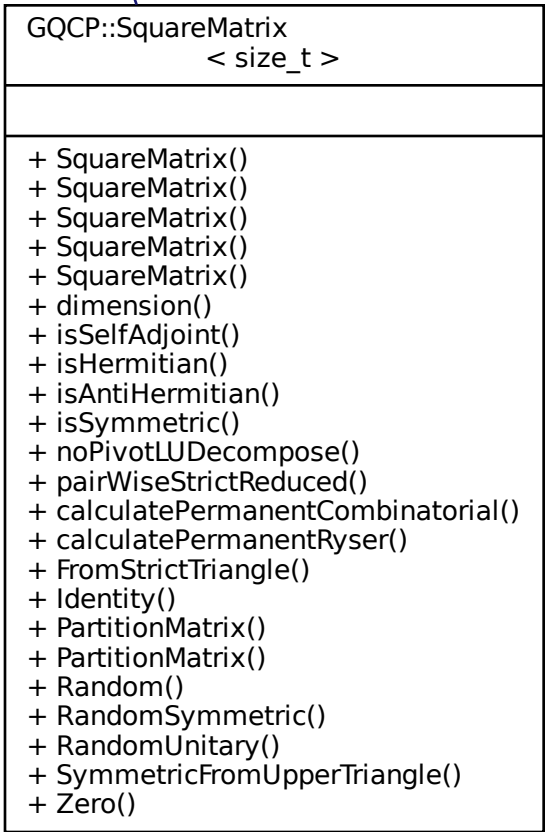 GQCP::SquareMatrix
< size_t >
+ SquareMatrix()
+ SquareMatrix()
+ SquareMatrix()
+ SquareMatrix()
+ SquareMatrix()
+ dimension()
+ isSelfAdjoint()
+ isHermitian()
+ isAntiHermitian()
+ isSymmetric()
+ noPivotLUDecompose()
+ pairWiseStrictReduced()
+ calculatePermanentCombinatorial()
+ calculatePermanentRyser()
+ FromStrictTriangle()
+ Identity()
+ PartitionMatrix()
+ PartitionMatrix()
+ Random()
+ RandomSymmetric()
+ RandomUnitary()
+ SymmetricFromUpperTriangle()
+ Zero()